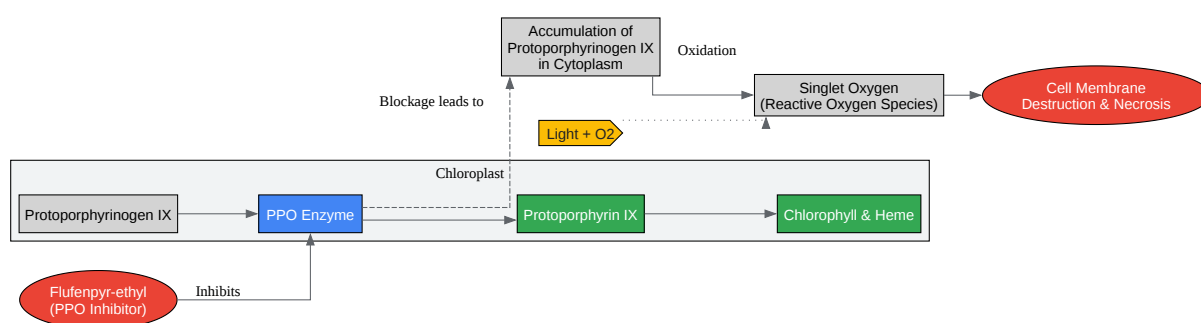 Accumulation of
Protoporphyrinogen IX
in Cytoplasm
Oxidation
Singlet Oxygen
(Reactive Oxygen Species)
Cell Membrane
Destruction & Necrosis
Blockage leads to
Light + O2
Chloroplast
Protoporphyrinogen IX
PPO Enzyme
Protoporphyrin IX
Chlorophyll & Heme
Flufenpyr-ethyl
(PPO Inhibitor)
Inhibits